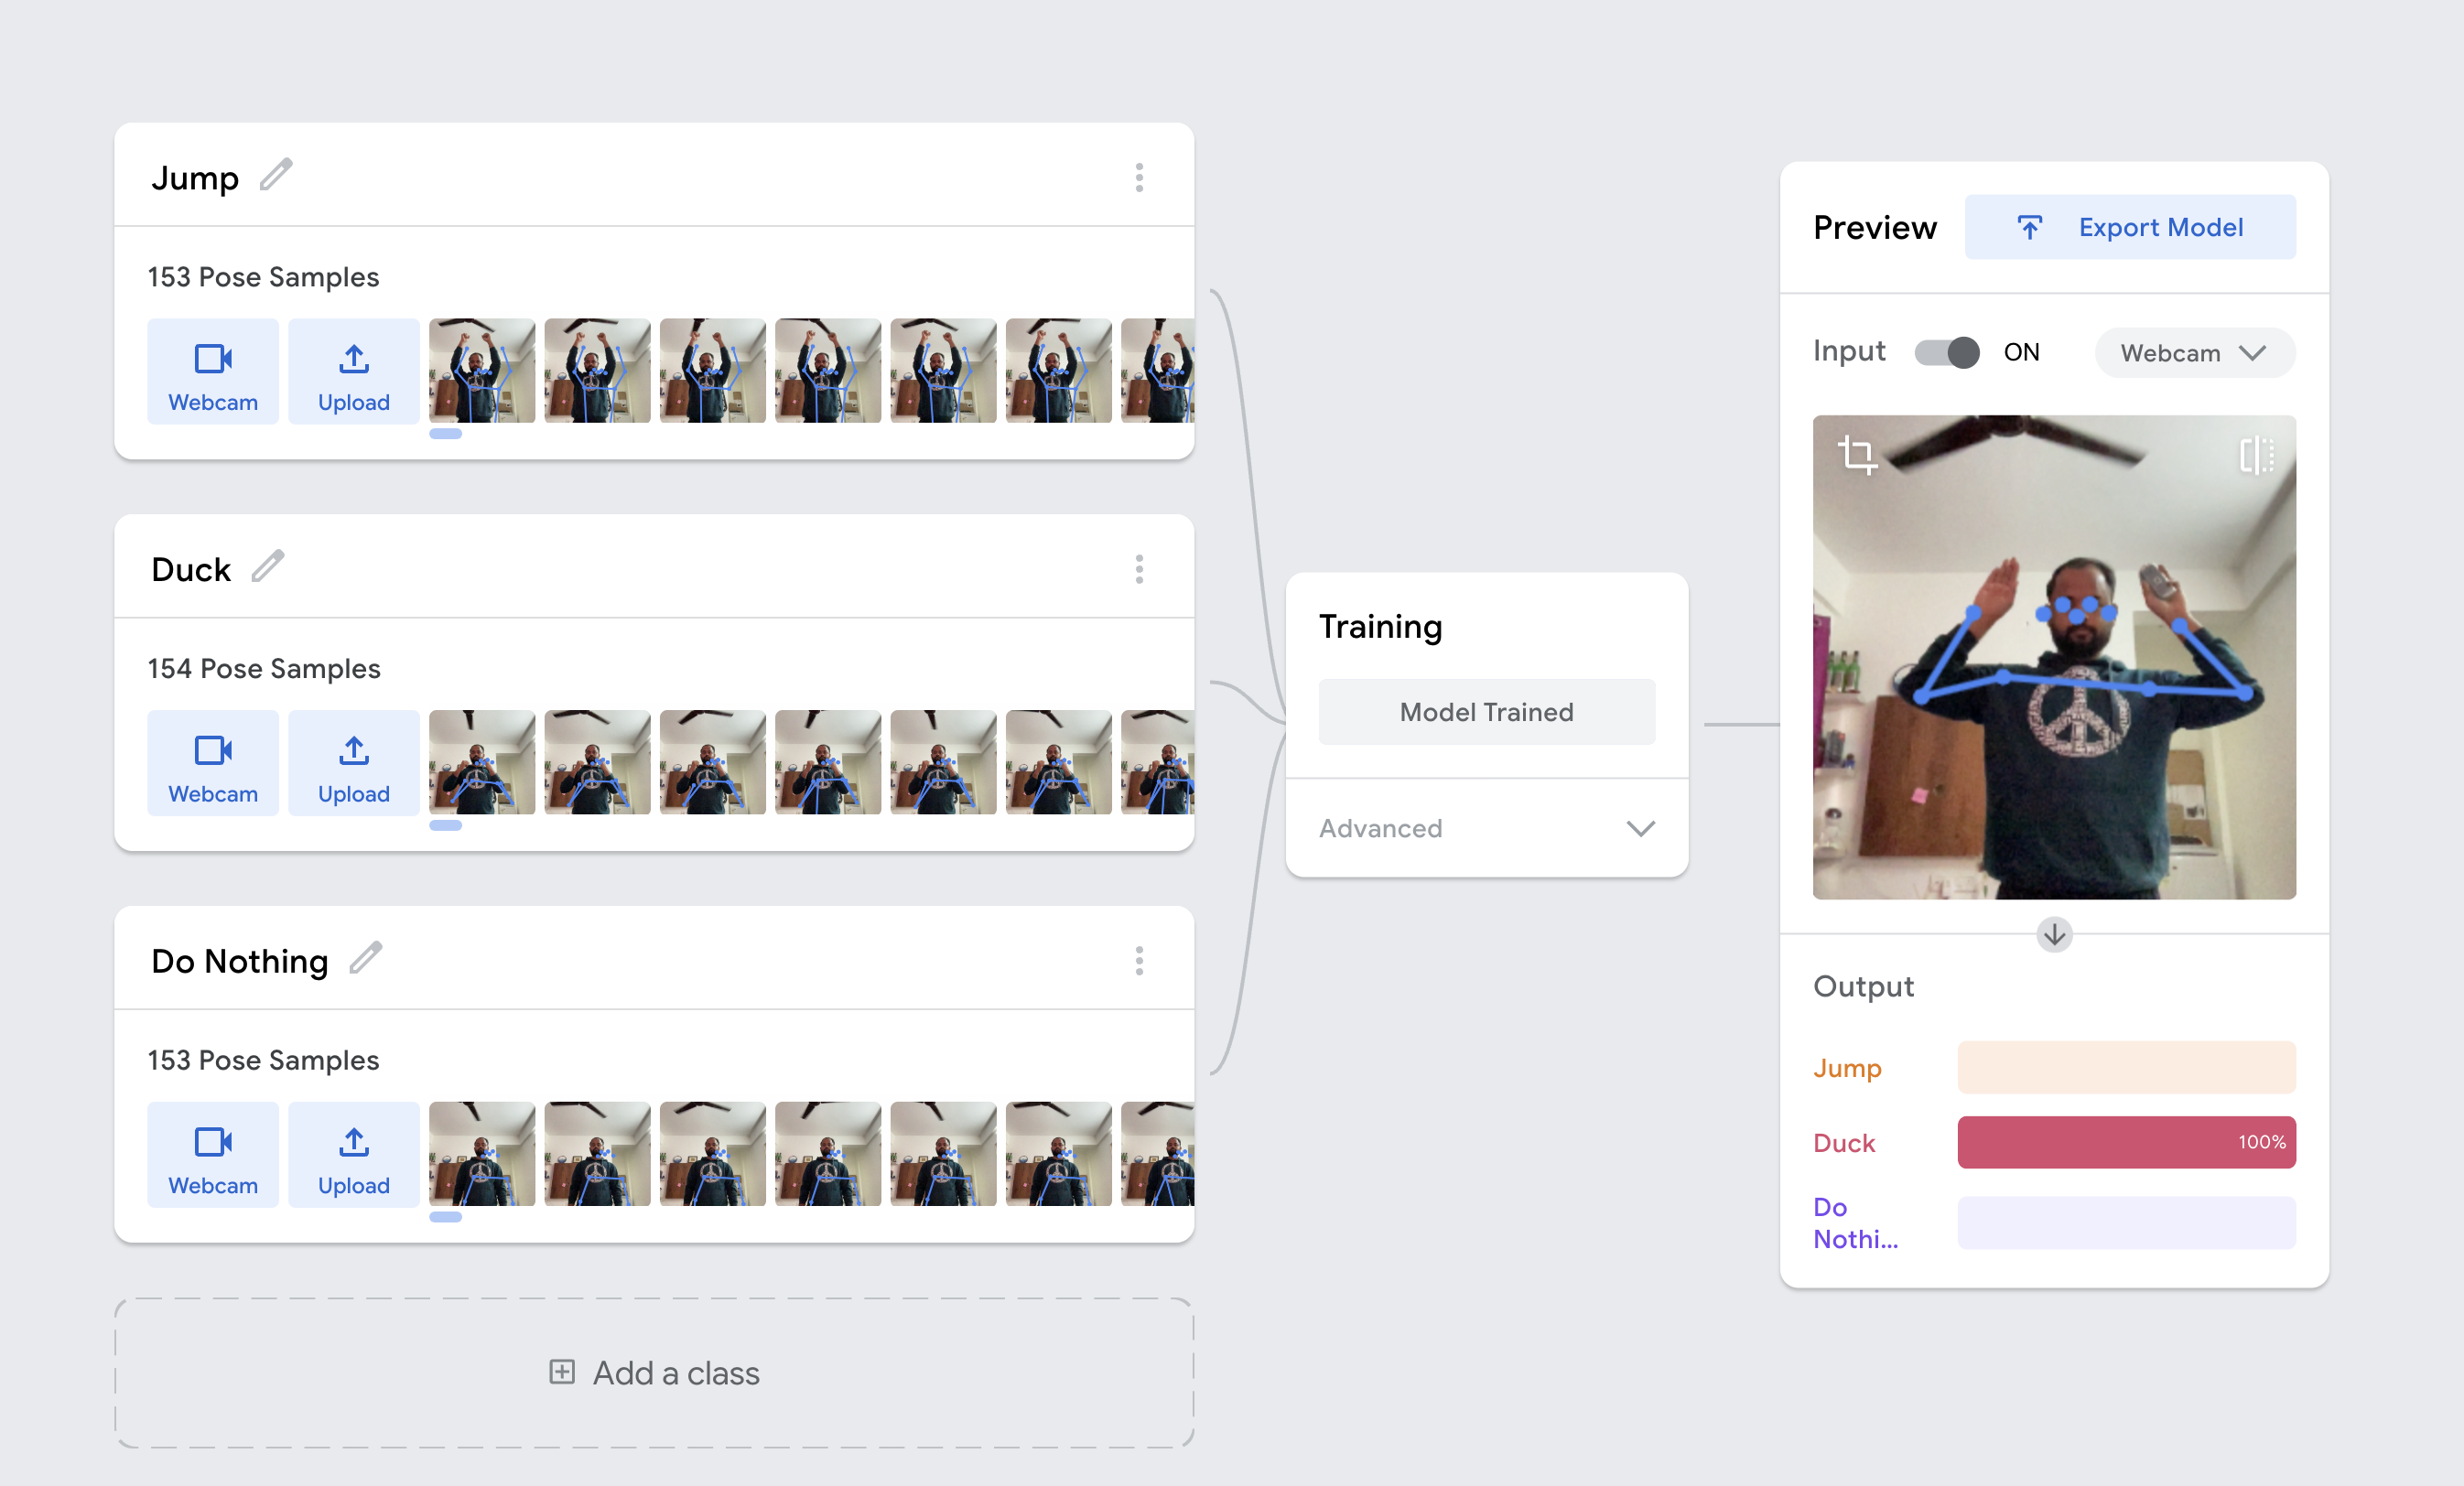 Jump
153 Pose Samples
Webcam
Upload
Duck
154 Pose Samples
Webcam
Upload
Do Nothing
153 Pose Samples
Webcam
Upload
Add a class
Training
Model Trained
Advanced
Preview
Export Model
Input
ON
Webcam
Output
Jump
Duck
100%
Do
Nothi...